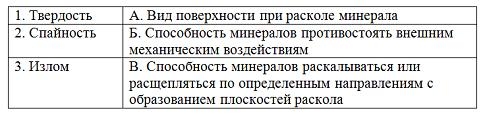 1. Твердость А. Вид поверхности при расколе минерала
2. Спайность Б. Способность минералов противостоять внешним
механическим воздействиям
3. Излом В. Способность минералов раскалываться или
расщепляться по определенным направлениям с
образованием плоскостей раскола